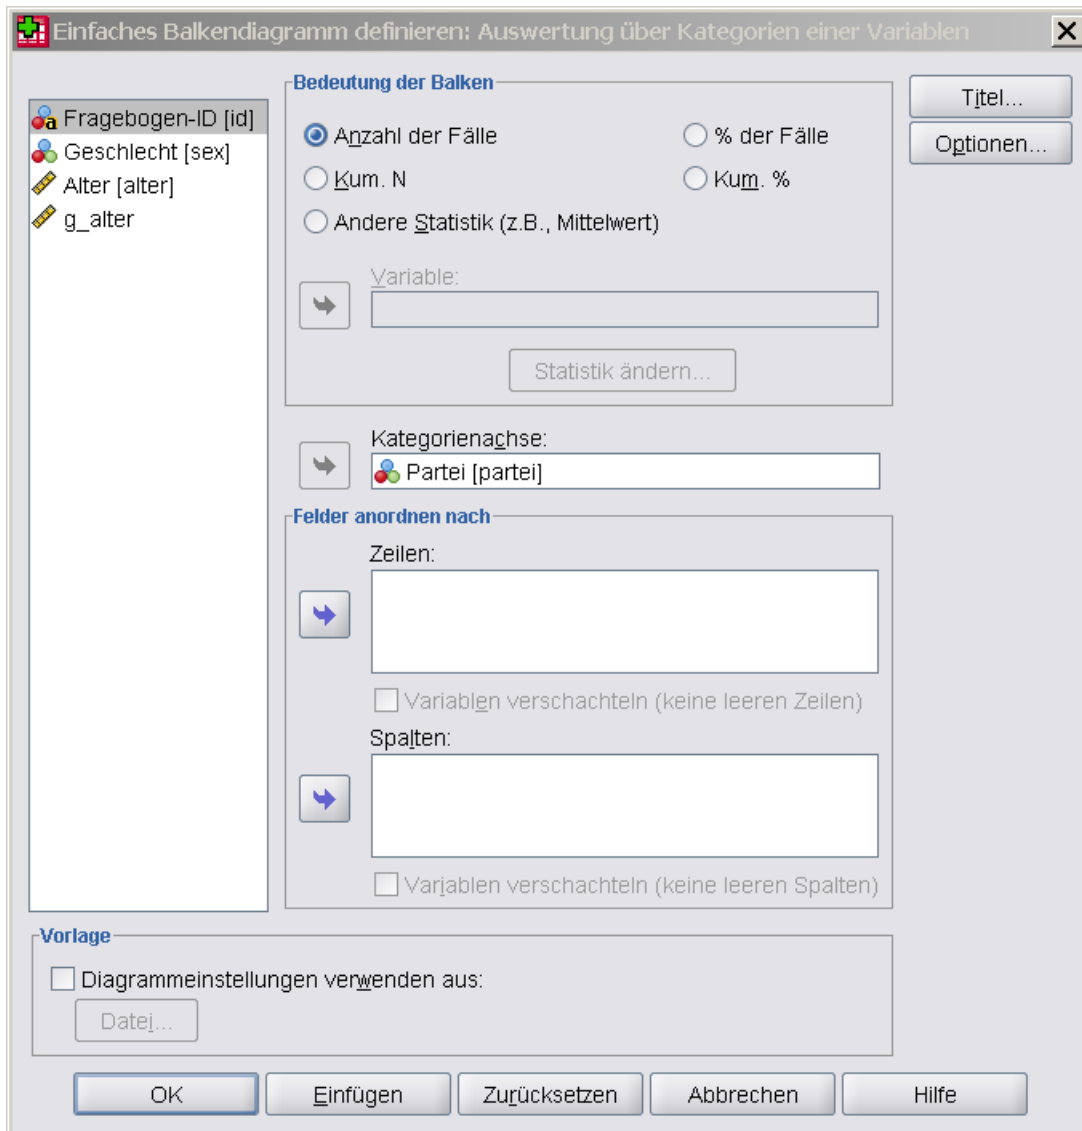 Einfaches Balkendiagramm definieren: Auswertung über Kategorien einer Variablen
Fragebogen-ID [id]
Geschlecht [sex]
Alter [alter]
g_alter
Bedeutung der Balken
Anzahl der Fälle
% der Fälle
Kum. N
Kum. %
Andere Statistik (z.B., Mittelwert)
Variable:
Statistik ändern...
Kategorienachse:
Partei [partei]
Felder anordnen nach
Zeilen:
Variablen verschachteln (keine leeren Zeilen)
Spalten:
Variablen verschachteln (keine leeren Spalten)
Titel...
Optionen...
Vorlage
Diagrammeinstellungen verwenden aus:
Datei...
OK
Einfügen
Zurücksetzen
Abbrechen
Hilfe